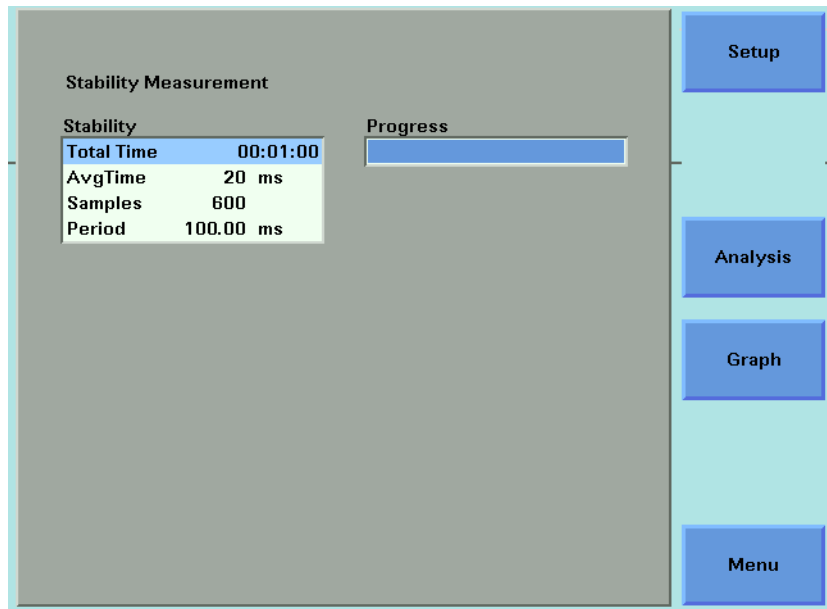 Stability Measurement
Stability
Total Time 00:01:00
AvgTime 20 ms
Samples 600
Period 100.00 ms
Progress
Setup
Analysis
Graph
Menu